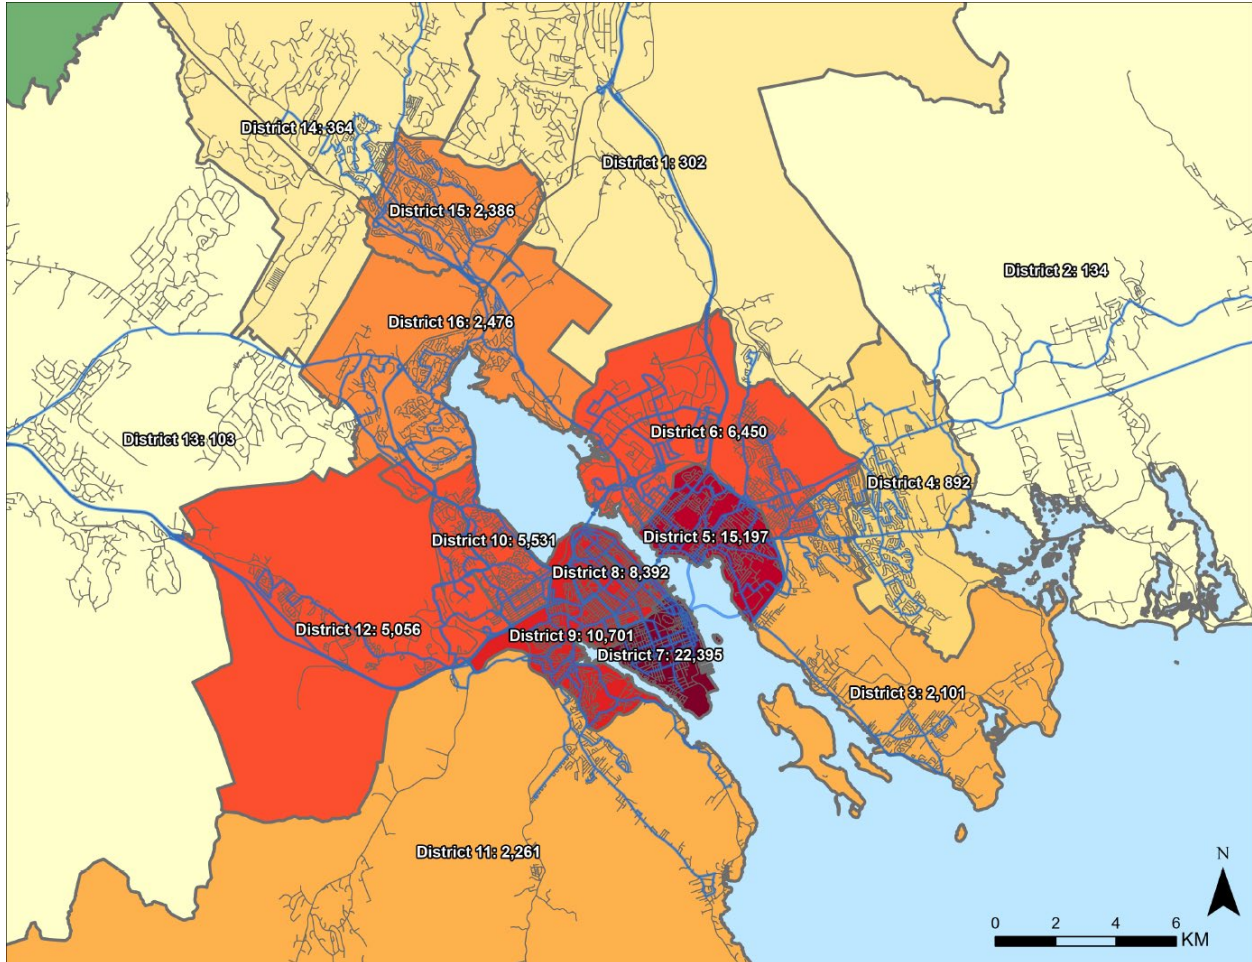 District 14: 364
District 1: 302
District 15: 2,386
District 2: 134
District 16: 2,476
District 13: 103
District 6: 6,450
District 4: 892
District 10: 5,531
District 5: 15,197
District 8: 8,392
District 12: 5,056
District 9: 10,701
District 7: 22,395
District 3: 2,101
District 11: 2,261
N
0 2 4 6
KM